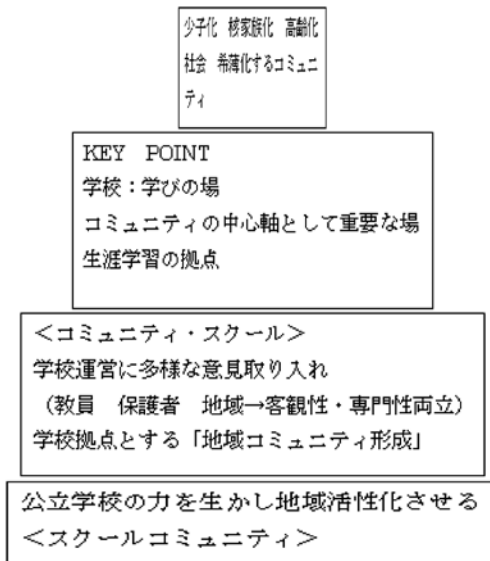 少子化　核家族化　高齢化
社会　希薄化するコミュニ
ティ
KEY　POINT
学校：学びの場
コミュニティの中心軸として重要な場
生涯学習の拠点
＜コミュニティ・スクール＞
学校運営に多様な意見取り入れ
（教員　保護者　地域→客観性・専門性両立）
学校拠点とする「地域コミュニティ形成」
公立学校の力を生かし地域活性化させる
＜スクールコミュニティ＞